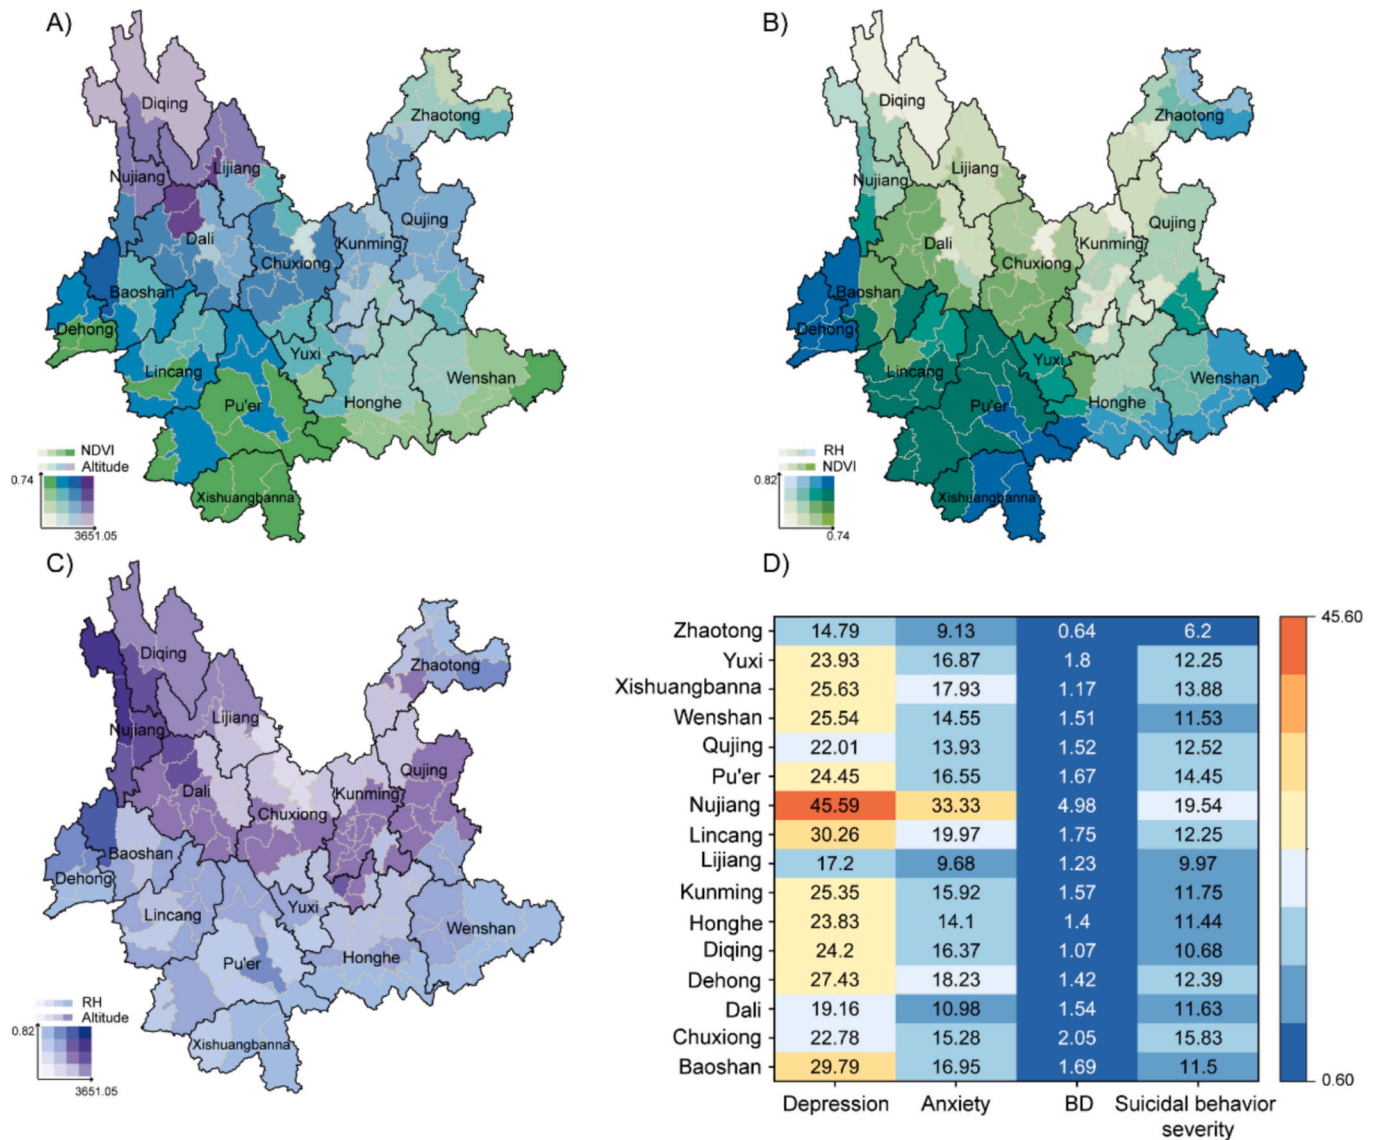 A)
Diqing
Zhaotong
Nujiang
Lijiang
Qujing
Dali
Kunming
Chuxiong
Baoshan
Dehong
Yuxi
Lincang
Wenshan
Pu'er
Honghe
Xishuangbanna
NDVI
Altitude
0.74
3651.05
B)
Diqing
Zhaotong
Nujiang
Lijiang
Qujing
Dali
Kunming
Chuxiong
Baoshan
Dehong
Yuxi
Lincang
Wenshan
Pu'er
Honghe
Xishuangbanna
RH
NDVI
0.82
0.74
C)
Diqing
Zhaotong
Nujiang
Lijiang
Qujing
Dali
Kunming
Chuxiong
Baoshan
Dehong
Yuxi
Lincang
Wenshan
Pu'er
Honghe
Xishuangbanna
RH
Altitude
0.82
3651.05
D)
Zhaotong 14.79 9.13 0.64 6.2
Yuxi 23.93 16.87 1.8 12.25
Xishuangbanna 25.63 17.93 1.17 13.88
Wenshan 25.54 14.55 1.51 11.53
Qujing 22.01 13.93 1.52 12.52
Pu'er 24.45 16.55 1.67 14.45
Nujiang 45.59 33.33 4.98 19.54
Lincang 30.26 19.97 1.75 12.25
Lijiang 17.2 9.68 1.23 9.97
Kunming 25.35 15.92 1.57 11.75
Honghe 23.83 14.1 1.4 11.44
Diqing 24.2 16.37 1.07 10.68
Dehong 27.43 18.23 1.42 12.39
Dali 19.16 10.98 1.54 11.63
Chuxiong 22.78 15.28 2.05 15.83
Baoshan 29.79 16.95 1.69 11.5
Depression Anxiety BD Suicidal behavior
severity
45.60
0.60